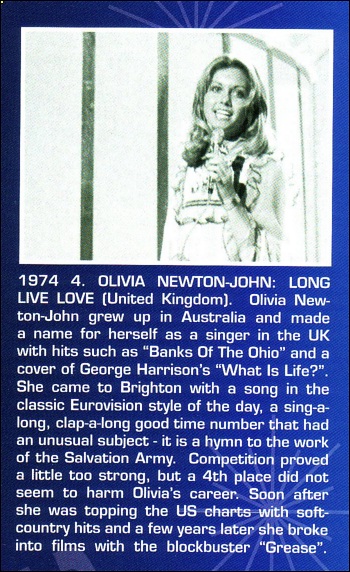 1974 4. OLIVIA NEWTON-JOHN: LONG
LIVE LOVE (United Kingdom). Olivia New-
ton-John grew up in Australia and made
a name for herself as a singer in the UK
with hits such as “Banks Of The Ohio” and a
cover of George Harrison's “What Is Life?”.
She came to Brighton with a song in the
classic Eurovision style of the day, a sing-a-
long, clap-a-long good time number that had
an unusual subject - it is a hymn to the work
of the Salvation Army. Competition proved
a little too strong, but a 4th place did not
seem to harm Olivia's career. Soon after
she was topping the US charts with soft-
country hits and a few years later she broke
into films with the blockbuster “Grease”.